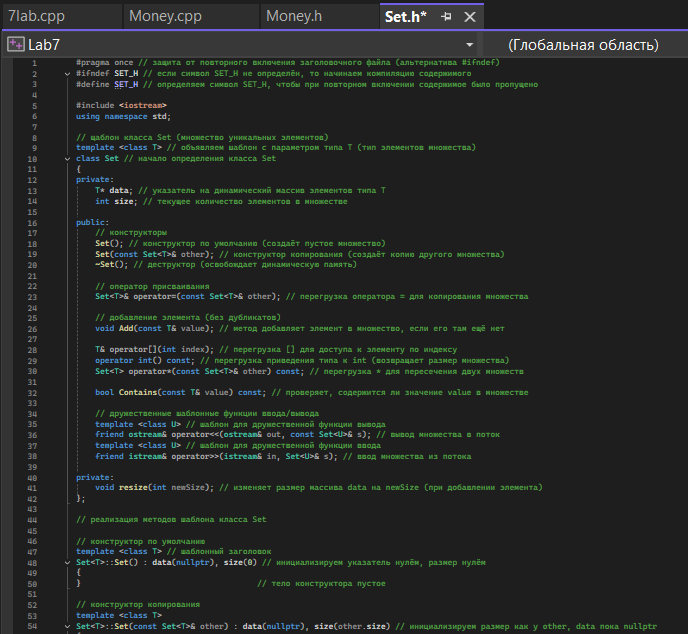 7lab.cpp Money.cpp Money.h Set.h*
Lab7 (Глобальная область)
1 #pragma once // защита от повторного включения заголовочного файла (альтернатива #ifndef)
2 #ifndef SET_H // если символ SET_H не определён, то начинаем компиляция содержимого
3 #define SET_H // определяем символ SET_H, чтобы при повторном включении содержимое было пропущено
4
5 #include <iostream>
6 using namespace std;
7
8 // щаблон класса Set (множество уникальных элементов)
9 template <class T> // объявляем шаблон с параметром типа T (тип элементов множества)
10 class Set // начало определения класса Set
11 {
12 private:
13 T* data; // указатель на динамический массив элементов типа T
14 int size; // текущее количество элементов в множестве
15
16 public:
17 // конструкторы
18 Set(); // конструктор по умолчанию (создаёт пустое множество)
19 Set(const Set<T>& other); // конструктор копирования (создаёт копию другого множества)
20 ~Set(); // деструктор (освобождает динамическую память)
21
22 // оператор присваивания
23 Set<T>& operator=(const Set<T>& other); // перегрузка оператора = для копирования множества
24
25 // добавление элемента (без дубликатов)
26 void Add(const T& value); // метод добавляет элемент в множество, если его там ещё нет
27
28 T& operator[](int index); // перегрузка [] для доступа к элементу по индексу
29 operator int() const; // перегрузка приведения типа к int (возвращает размер множества)
30 Set<T> operator*(const Set<T>& other) const; // перегрузка * для пересечения двух множеств
31
32 bool Contains(const T& value) const; // проверяет, содержится ли значение value в множестве
33
34 // дружественные шаблонные функции ввода/вывода
35 template <class U> // шаблон для дружественной функции вывода
36 friend ostream& operator<<(ostream& out, const Set<U>& s); // вывод множества в поток
37 template <class U> // шаблон для дружественной функции ввода
38 friend istream& operator>>(istream& in, Set<U>& s); // ввод множества из потока
39
40 private:
41 void resize(int newSize); // изменяет размер массива data на newSize (при добавлении элемента)
42 };
43
44 // реализация методов шаблона класса Set
45
46 // конструктор по умолчанию
47 template <class T> // шаблонный заголовок
48 Set<T>::Set() : data(nullptr), size(0) // инициализируем указатель нулём, размер нулём
49 {
50 } // тело конструктора пустое
51
52 // конструктор копирования
53 template <class T>
54 Set<T>::Set(const Set<T>& other) : data(nullptr), size(other.size) // инициализируем размер как у other, data пока nullptr